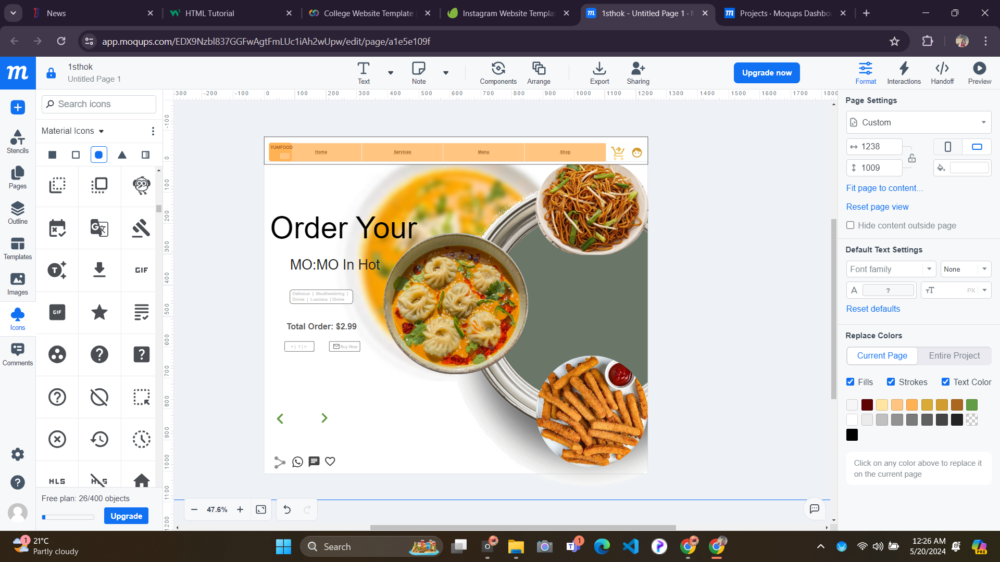 News
HTML Tutorial
College Website Template
Instagram Website Templa
1sthok - Untitled Page 1 ·
Projects · Moqups Dashbo
app.moqups.com/EDX9Nzbl837GGFwAgtFmLUc1iAh2wUpw/edit/page/a1e5e109f
m
1sthok
Untitled Page 1
Text
Note
Components
Arrange
Export
Sharing
Upgrade now
Format
Interactions
Handoff
Preview
Search icons
Material Icons
Stencils
Pages
Outline
Templates
Images
Icons
Comments
GIF
GIF
HLS
HLS
Free plan: 26/400 objects
Upgrade
-300 -200 -100 0 100 200 300 400 500 600 700 800 900 1000 1100 1200 1300 1400 1500 1600 1700 1800
-100
0
100
200
300
400
500
600
700
800
900
1000
1100
1200
YUMFOOD
Home
Services
Menu
Shop
Order Your
MO:MO In Hot
Delicious | Mouthwatering |
Divine | Luscious | Divine
Total Order: $2.99
< | 1 | >
Buy Now
47.6%
Page Settings
Custom
1238
1009
Fit page to content...
Reset page view
Hide content outside page
Default Text Settings
Font family
None
A
?
PX
Reset defaults
Replace Colors
Current Page
Entire Project
Fills
Strokes
Text Color
Click on any color above to replace it
on the current page
1
21°C
Partly cloudy
Search
1
12:26 AM
5/20/2024
PRE